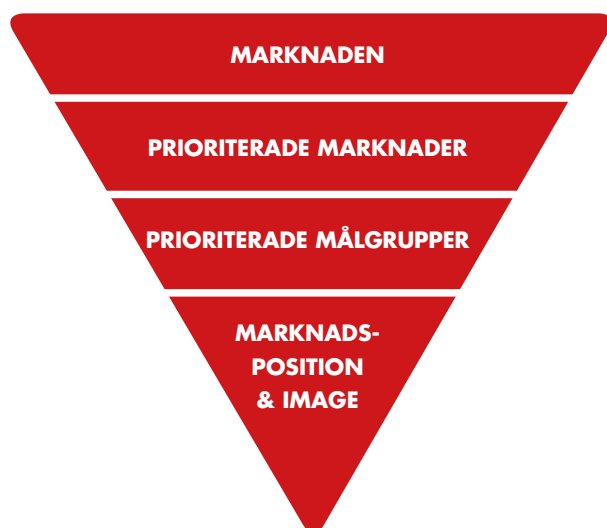 MARKNADEN
PRIORITERADE MARKNADER
PRIORITERADE MÅLGRUPPER
MARKNADS-
POSITION
& IMAGE